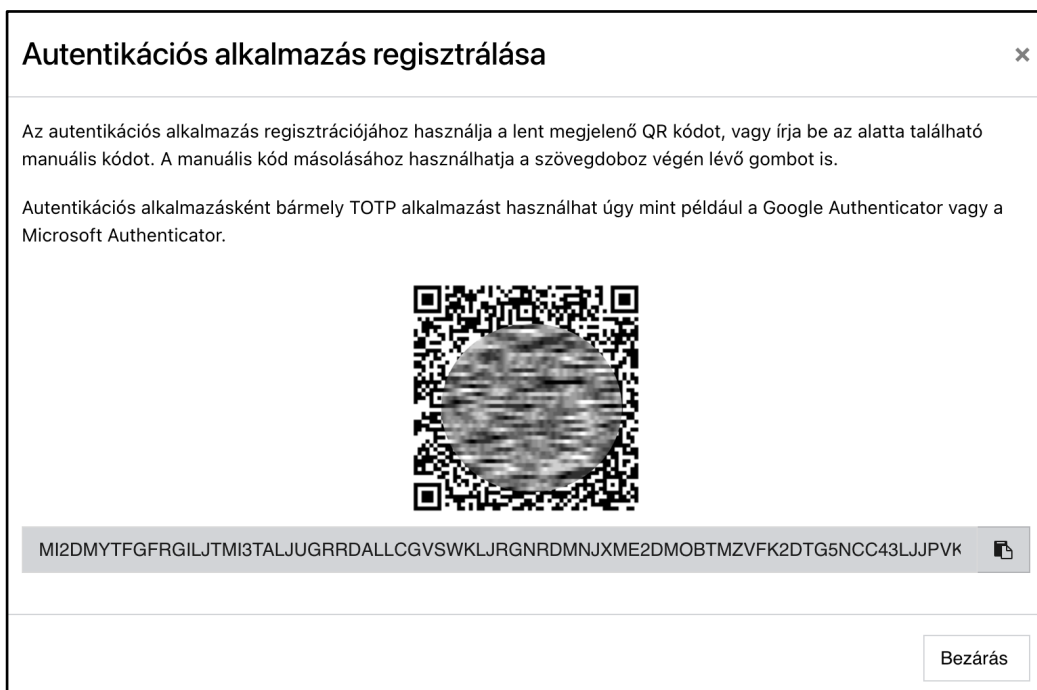 Autentikációs alkalmazás regisztrálása
Az autentikációs alkalmazás regisztrációjához használja a lent megjelenő QR kódot, vagy írja be az alatta található
manuális kódot. A manuális kód másolásához használhatja a szövegdoboz végén lévő gombot is.
Autentikációs alkalmazásként bármely TOTP alkalmazást használhat úgy mint például a Google Authenticator vagy a
Microsoft Authenticator.
MI2DMYTFGFRGILJTMI3TALJUGRRDALLCGVSWKLJRGNRDMNJXME2DMOBTMZVFK2DTG5NCC43LJJPVK
Bezárás